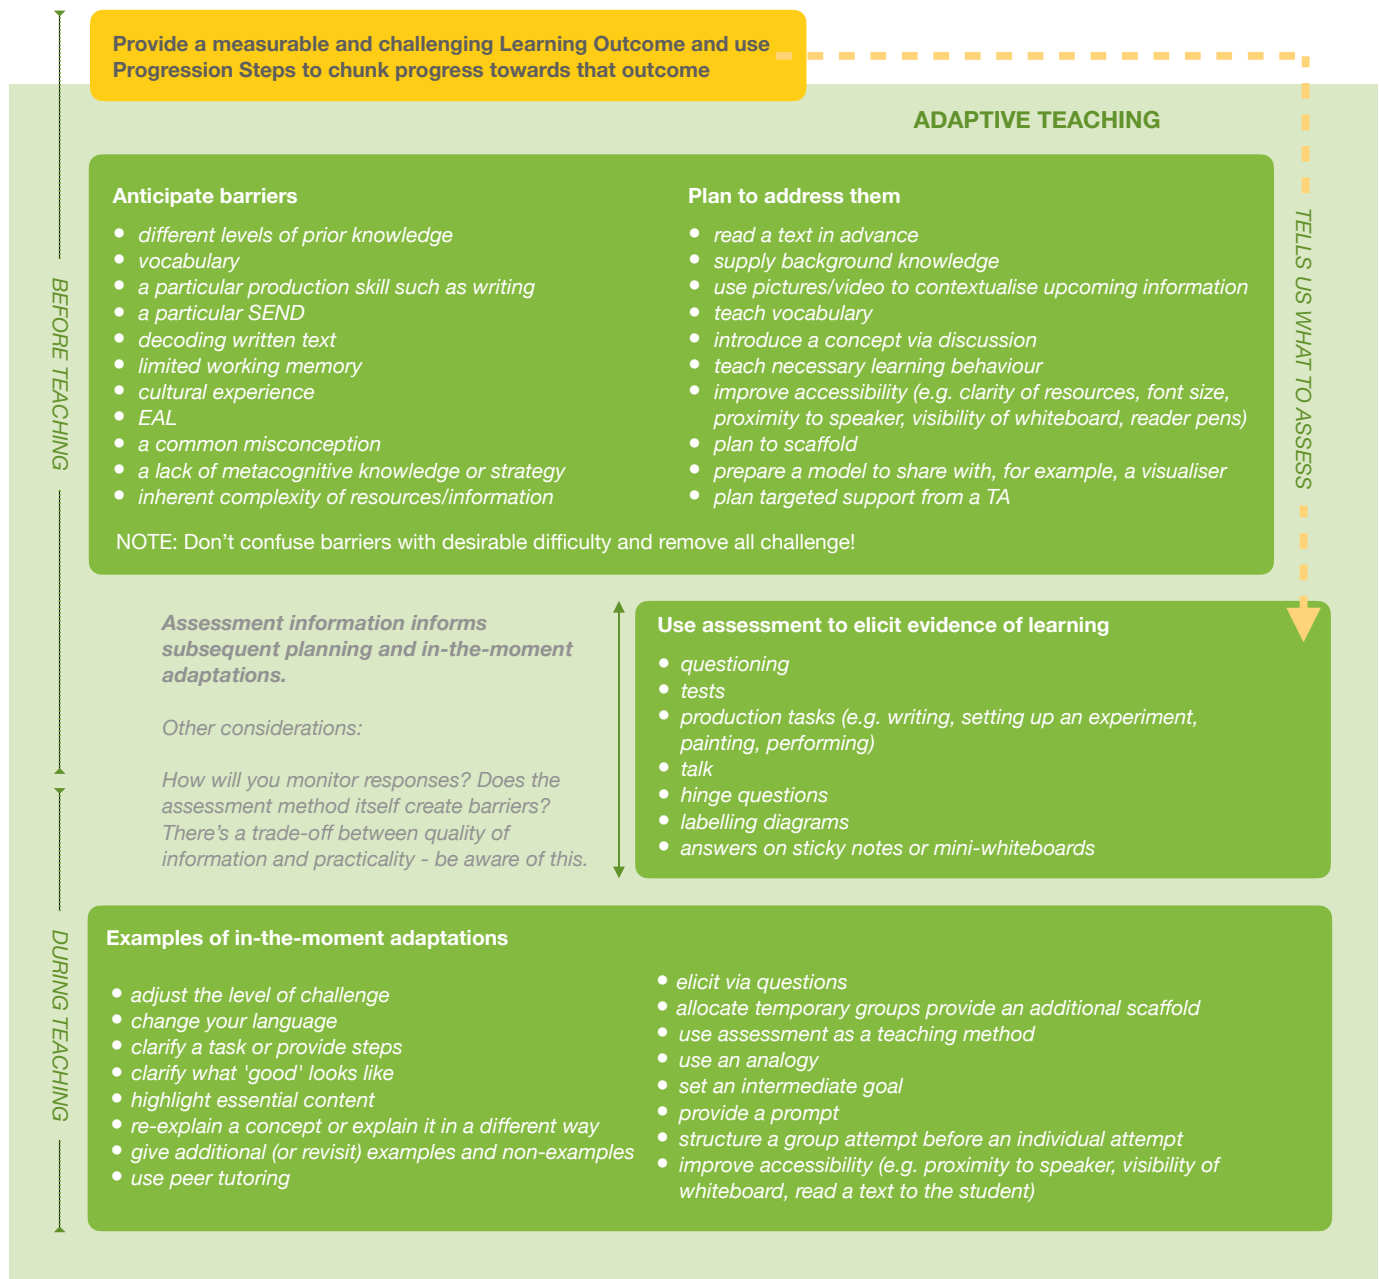 Provide a measurable and challenging Learning Outcome and use
Progression Steps to chunk progress towards that outcome
ADAPTIVE TEACHING
BEFORE TEACHING
Anticipate barriers
• different levels of prior knowledge
• vocabulary
• a particular production skill such as writing
• a particular SEND
• decoding written text
• limited working memory
• cultural experience
• EAL
• a common misconception
• a lack of metacognitive knowledge or strategy
• inherent complexity of resources/information
Plan to address them
• read a text in advance
• supply background knowledge
• use pictures/video to contextualise upcoming information
• teach vocabulary
• introduce a concept via discussion
• teach necessary learning behaviour
• improve accessibility (e.g. clarity of resources, font size,
proximity to speaker, visibility of whiteboard, reader pens)
• plan to scaffold
• prepare a model to share with, for example, a visualiser
• plan targeted support from a TA
NOTE: Don't confuse barriers with desirable difficulty and remove all challenge!
TELLS US WHAT TO ASSESS
Assessment information informs
subsequent planning and in-the-moment
adaptations.
Other considerations:
How will you monitor responses? Does the
assessment method itself create barriers?
There's a trade-off between quality of
information and practicality - be aware of this.
Use assessment to elicit evidence of learning
• questioning
• tests
• production tasks (e.g. writing, setting up an experiment,
painting, performing)
• talk
• hinge questions
• labelling diagrams
• answers on sticky notes or mini-whiteboards
DURING TEACHING
Examples of in-the-moment adaptations
• adjust the level of challenge
• change your language
• clarify a task or provide steps
• clarify what 'good' looks like
• highlight essential content
• re-explain a concept or explain it in a different way
• give additional (or revisit) examples and non-examples
• use peer tutoring
• elicit via questions
• allocate temporary groups provide an additional scaffold
• use assessment as a teaching method
• use an analogy
• set an intermediate goal
• provide a prompt
• structure a group attempt before an individual attempt
• improve accessibility (e.g. proximity to speaker, visibility of
whiteboard, read a text to the student)